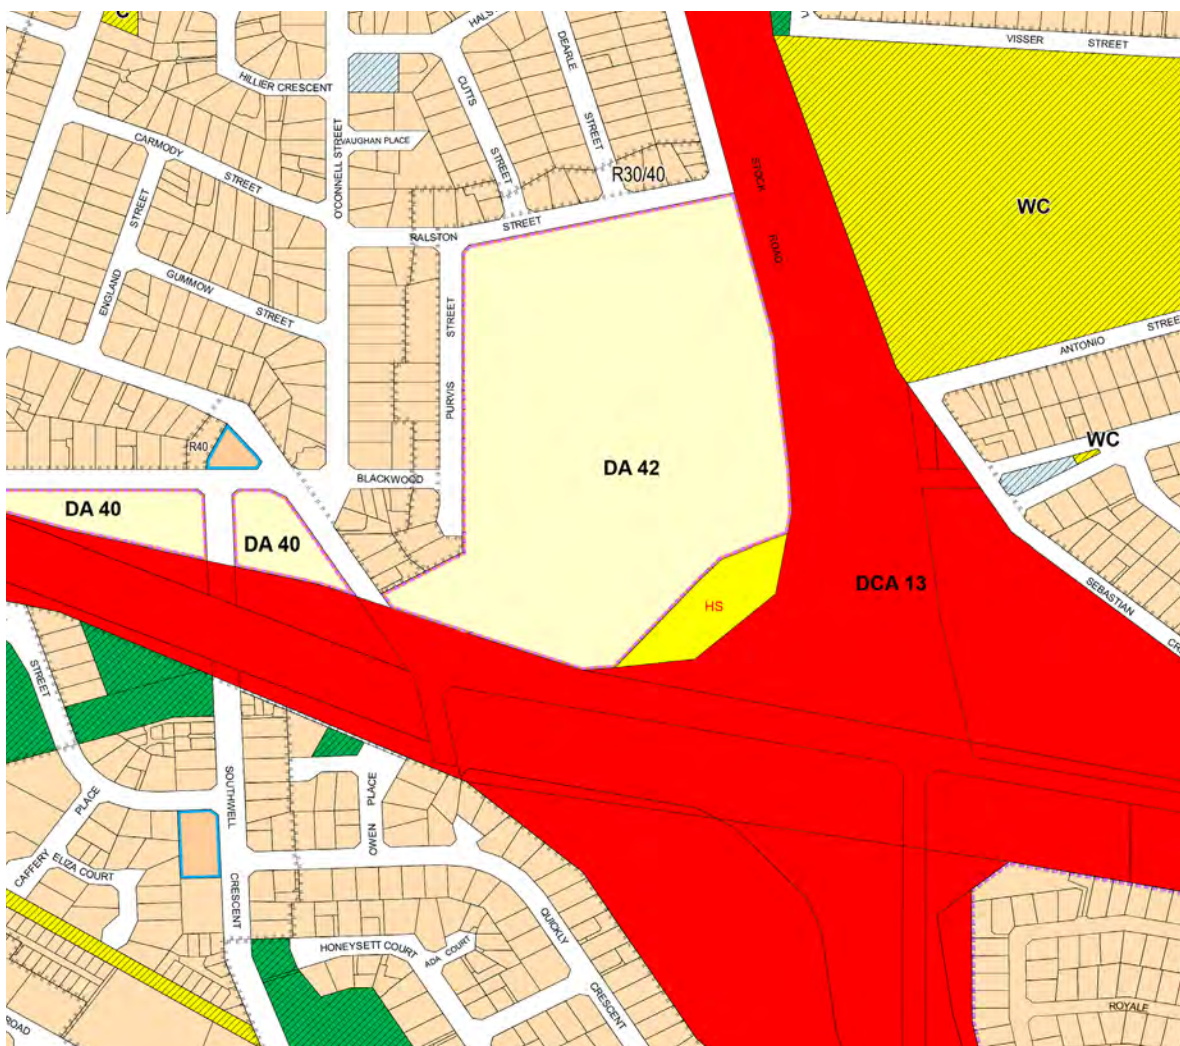 C
HALS
VISSER STREET
DEARLE STREET
HILLIER CRESCENT
CUTTS STREET
O'CONNELL STREET
VAUGHAN PLACE
CARMODY STREET
STOCK ROAD
R30/40
WC
ENGLAND STREET
RALSTON STREET
GUMMOW STREET
PURVIS STREET
ANTONIO STREE
R40
WC
BLACKWOOD
DA 42
DA 40
DA 40
DCA 13
HS
SEBASTIAN CR
STREET
SOUTHWELL CRESCENT
OWEN PLACE
CAFFERY PLACE
ELIZA COURT
QUICKLY CRESCENT
HONEYSETT COURT
ADA COURT
ROYALE
ROAD